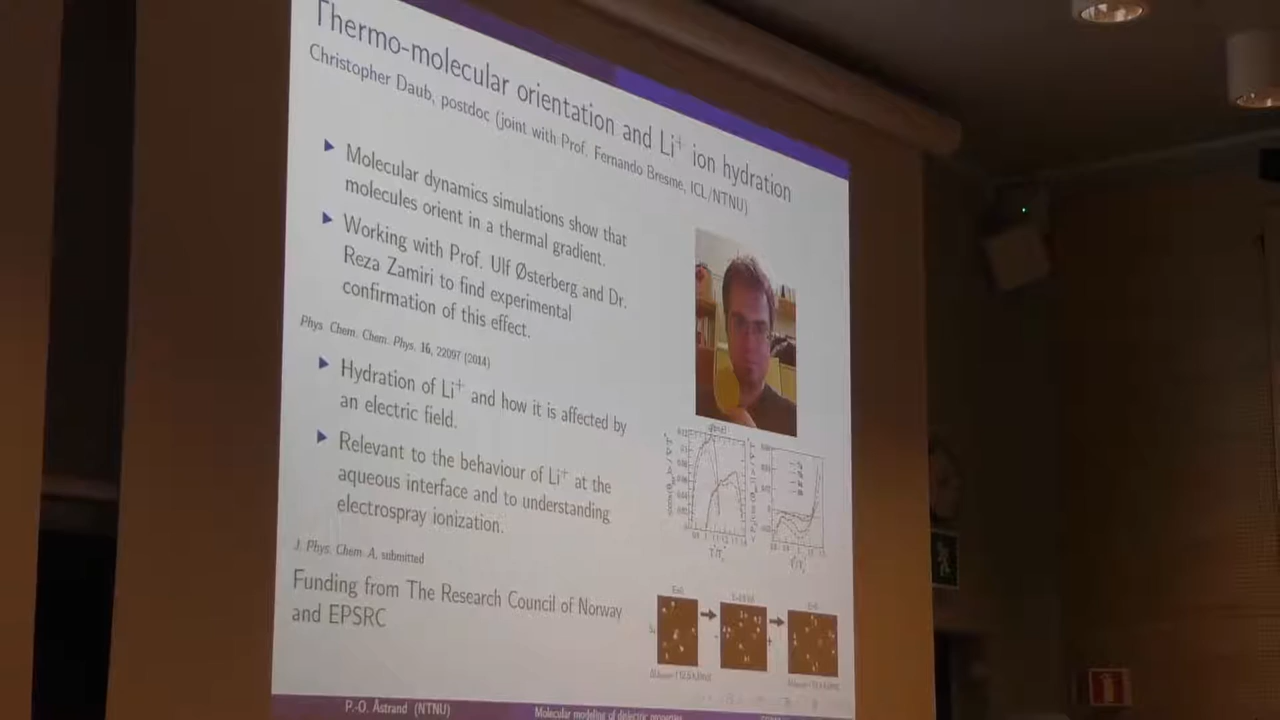 Thermo-molecular orientation and Li⁺ ion hydration
Christopher Daub, postdoc (joint with Prof. Fernando Bresme, ICL/NTNU)
Molecular dynamics simulations show that
molecules orient in a thermal gradient.
Working with Prof. Ulf Østerberg and Dr.
Reza Zamiri to find experimental
confirmation of this effect.
Phys. Chem. Chem. Phys. 16, 22097 (2014)
Hydration of Li⁺ and how it is affected by
an electric field.
Relevant to the behaviour of Li⁺ at the
aqueous interface and to understanding
electrospray ionization.
J. Phys. Chem. A, submitted
Funding from The Research Council of Norway
and EPSRC
P.-O. Åstrand (NTNU)
Molecular modeling of dielectric properties